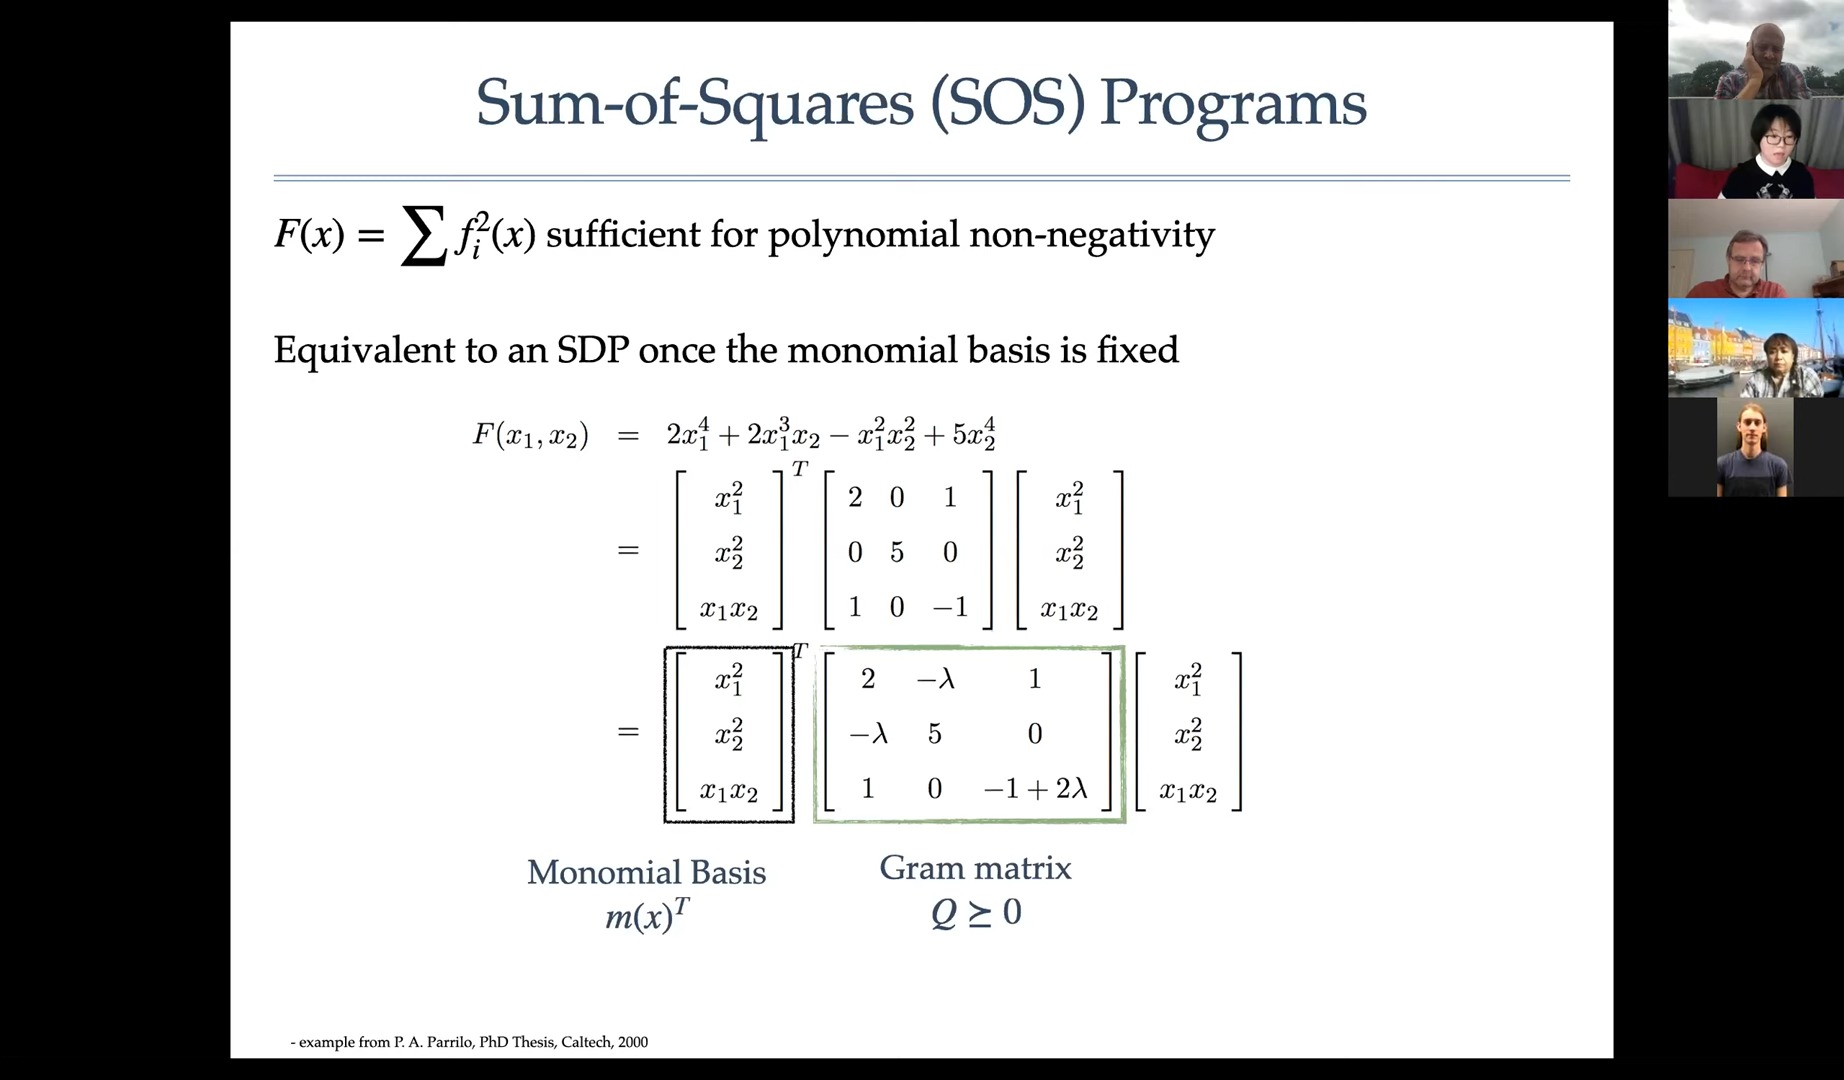 Sum-of-Squares (SOS) Programs
F(x) = ∑ f_i^2(x) sufficient for polynomial non-negativity
Equivalent to an SDP once the monomial basis is fixed
F(x_1, x_2) = 2x_1^4 + 2x_1^3x_2 − x_1^2x_2^2 + 5x_2^4
= [x_1^2 x_2^2 x_1x_2]^T [2 0 1; 0 5 0; 1 0 −1] [x_1^2 x_2^2 x_1x_2]
= [x_1^2 x_2^2 x_1x_2]^T [2 −λ 1; −λ 5 0; 1 0 −1 + 2λ] [x_1^2 x_2^2 x_1x_2]
Monomial Basis Gram matrix
m(x)^T Q ⪰ 0
- example from P. A. Parrilo, PhD Thesis, Caltech, 2000